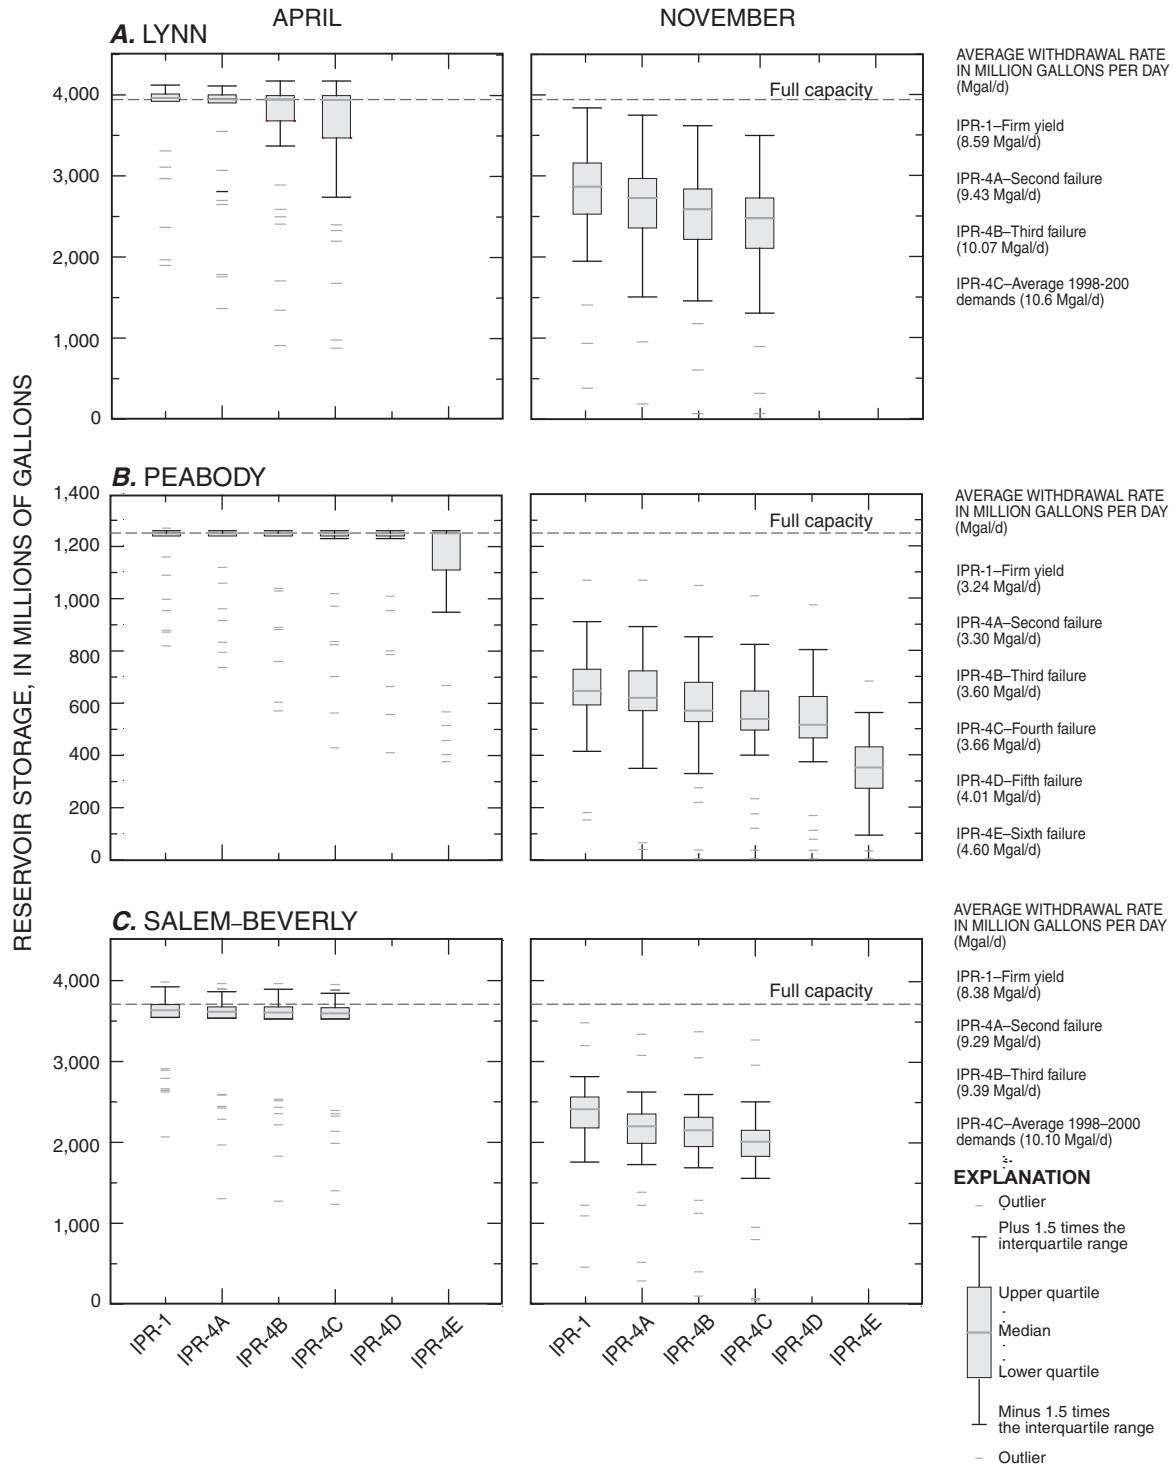 APRIL
NOVEMBER
A. LYNN
4,000
3,000
2,000
1,000
0
Full capacity
AVERAGE WITHDRAWAL RATE
IN MILLION GALLONS PER DAY
(Mgal/d)
IPR-1–Firm yield
(8.59 Mgal/d)
IPR-4A–Second failure
(9.43 Mgal/d)
IPR-4B–Third failure
(10.07 Mgal/d)
IPR-4C–Average 1998-200
demands (10.6 Mgal/d)
RESERVOIR STORAGE, IN MILLIONS OF GALLONS
B. PEABODY
1,400
1,200
1,000
800
600
400
200
0
Full capacity
AVERAGE WITHDRAWAL RATE
IN MILLION GALLONS PER DAY
(Mgal/d)
IPR-1–Firm yield
(3.24 Mgal/d)
IPR-4A–Second failure
(3.30 Mgal/d)
IPR-4B–Third failure
(3.60 Mgal/d)
IPR-4C–Fourth failure
(3.66 Mgal/d)
IPR-4D–Fifth failure
(4.01 Mgal/d)
IPR-4E–Sixth failure
(4.60 Mgal/d)
C. SALEM–BEVERLY
4,000
3,000
2,000
1,000
0
Full capacity
IPR-1
IPR-4A
IPR-4B
IPR-4C
IPR-4D
IPR-4E
IPR-1
IPR-4A
IPR-4B
IPR-4C
IPR-4D
IPR-4E
AVERAGE WITHDRAWAL RATE
IN MILLION GALLONS PER DAY
(Mgal/d)
IPR-1–Firm yield
(8.38 Mgal/d)
IPR-4A–Second failure
(9.29 Mgal/d)
IPR-4B–Third failure
(9.39 Mgal/d)
IPR-4C–Average 1998–2000
demands (10.10 Mgal/d)
EXPLANATION
Outlier
Plus 1.5 times the
interquartile range
Upper quartile
Median
Lower quartile
Minus 1.5 times
the interquartile range
Outlier